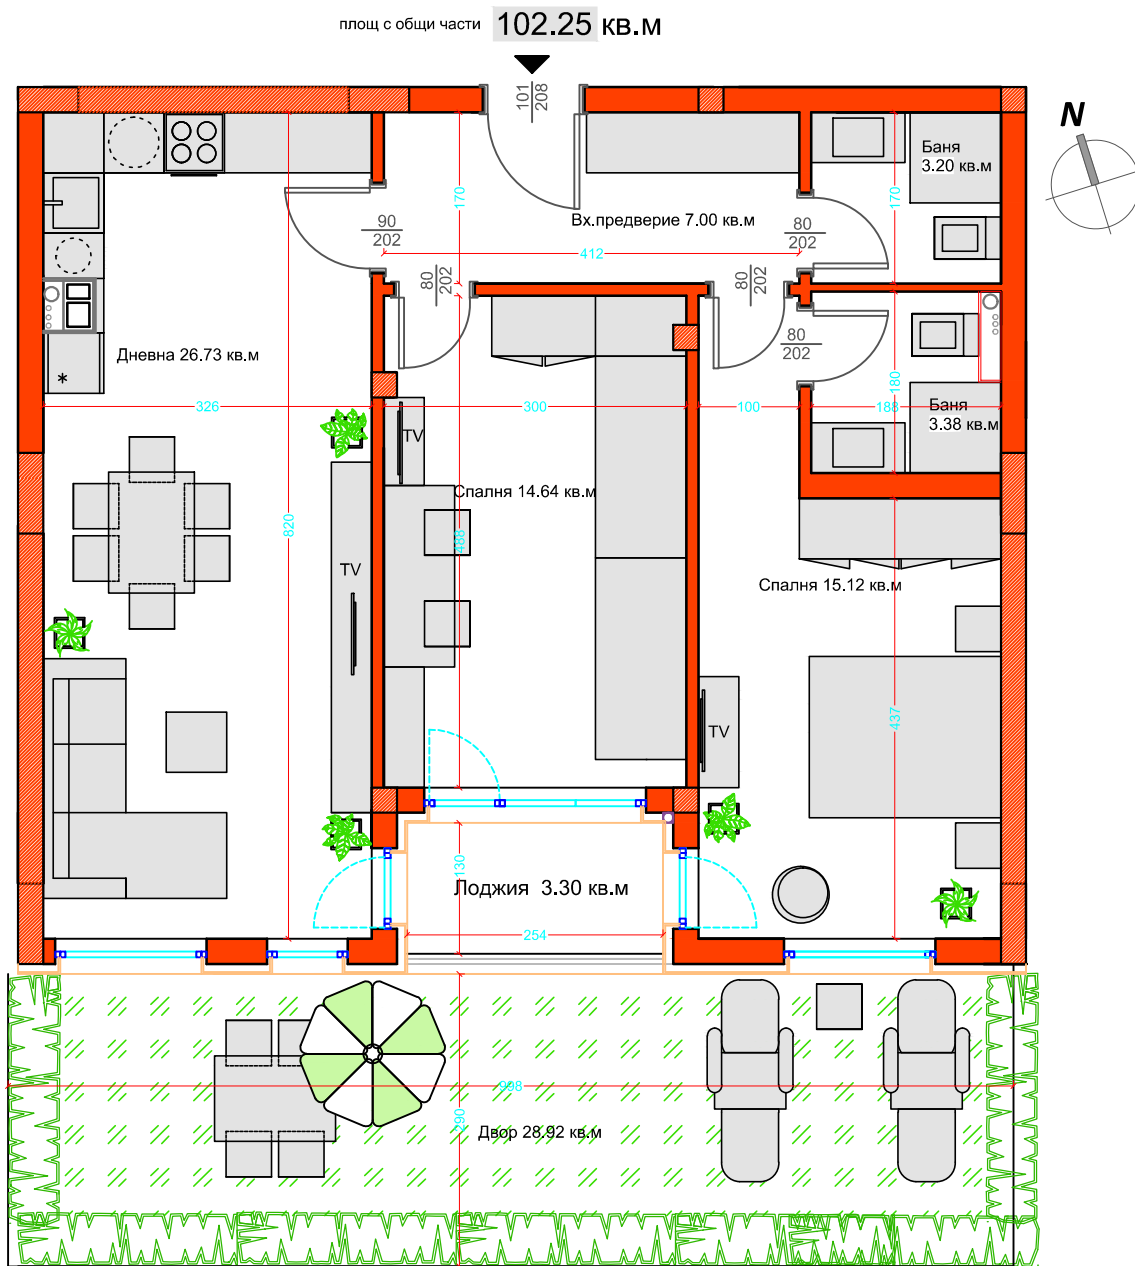 площ с общи части 102.25 кв.м
101
208
N
Баня
3.20 кв.м
170
170
Вх.предверие 7.00 кв.м
90
202
80
202
412
80
202
80
202
80
202
Дневна 26.73 кв.м
180
326
300
100
188
Баня
3.38 кв.м
TV
Спалня 14.64 кв.м
820
488
TV
Спалня 15.12 кв.м
437
TV
130
Лоджия 3.30 кв.м
254
998
290
Двор 28.92 кв.м